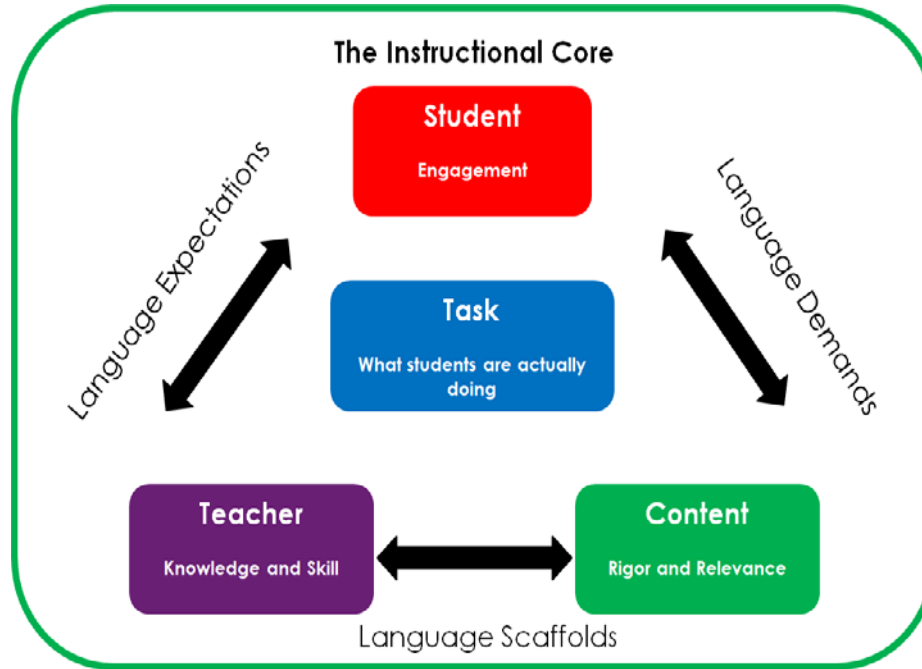 The Instructional Core
Student
Engagement
Language Expectations
Language Demands
Task
What students are actually
doing
Teacher
Knowledge and Skill
Content
Rigor and Relevance
Language Scaffolds